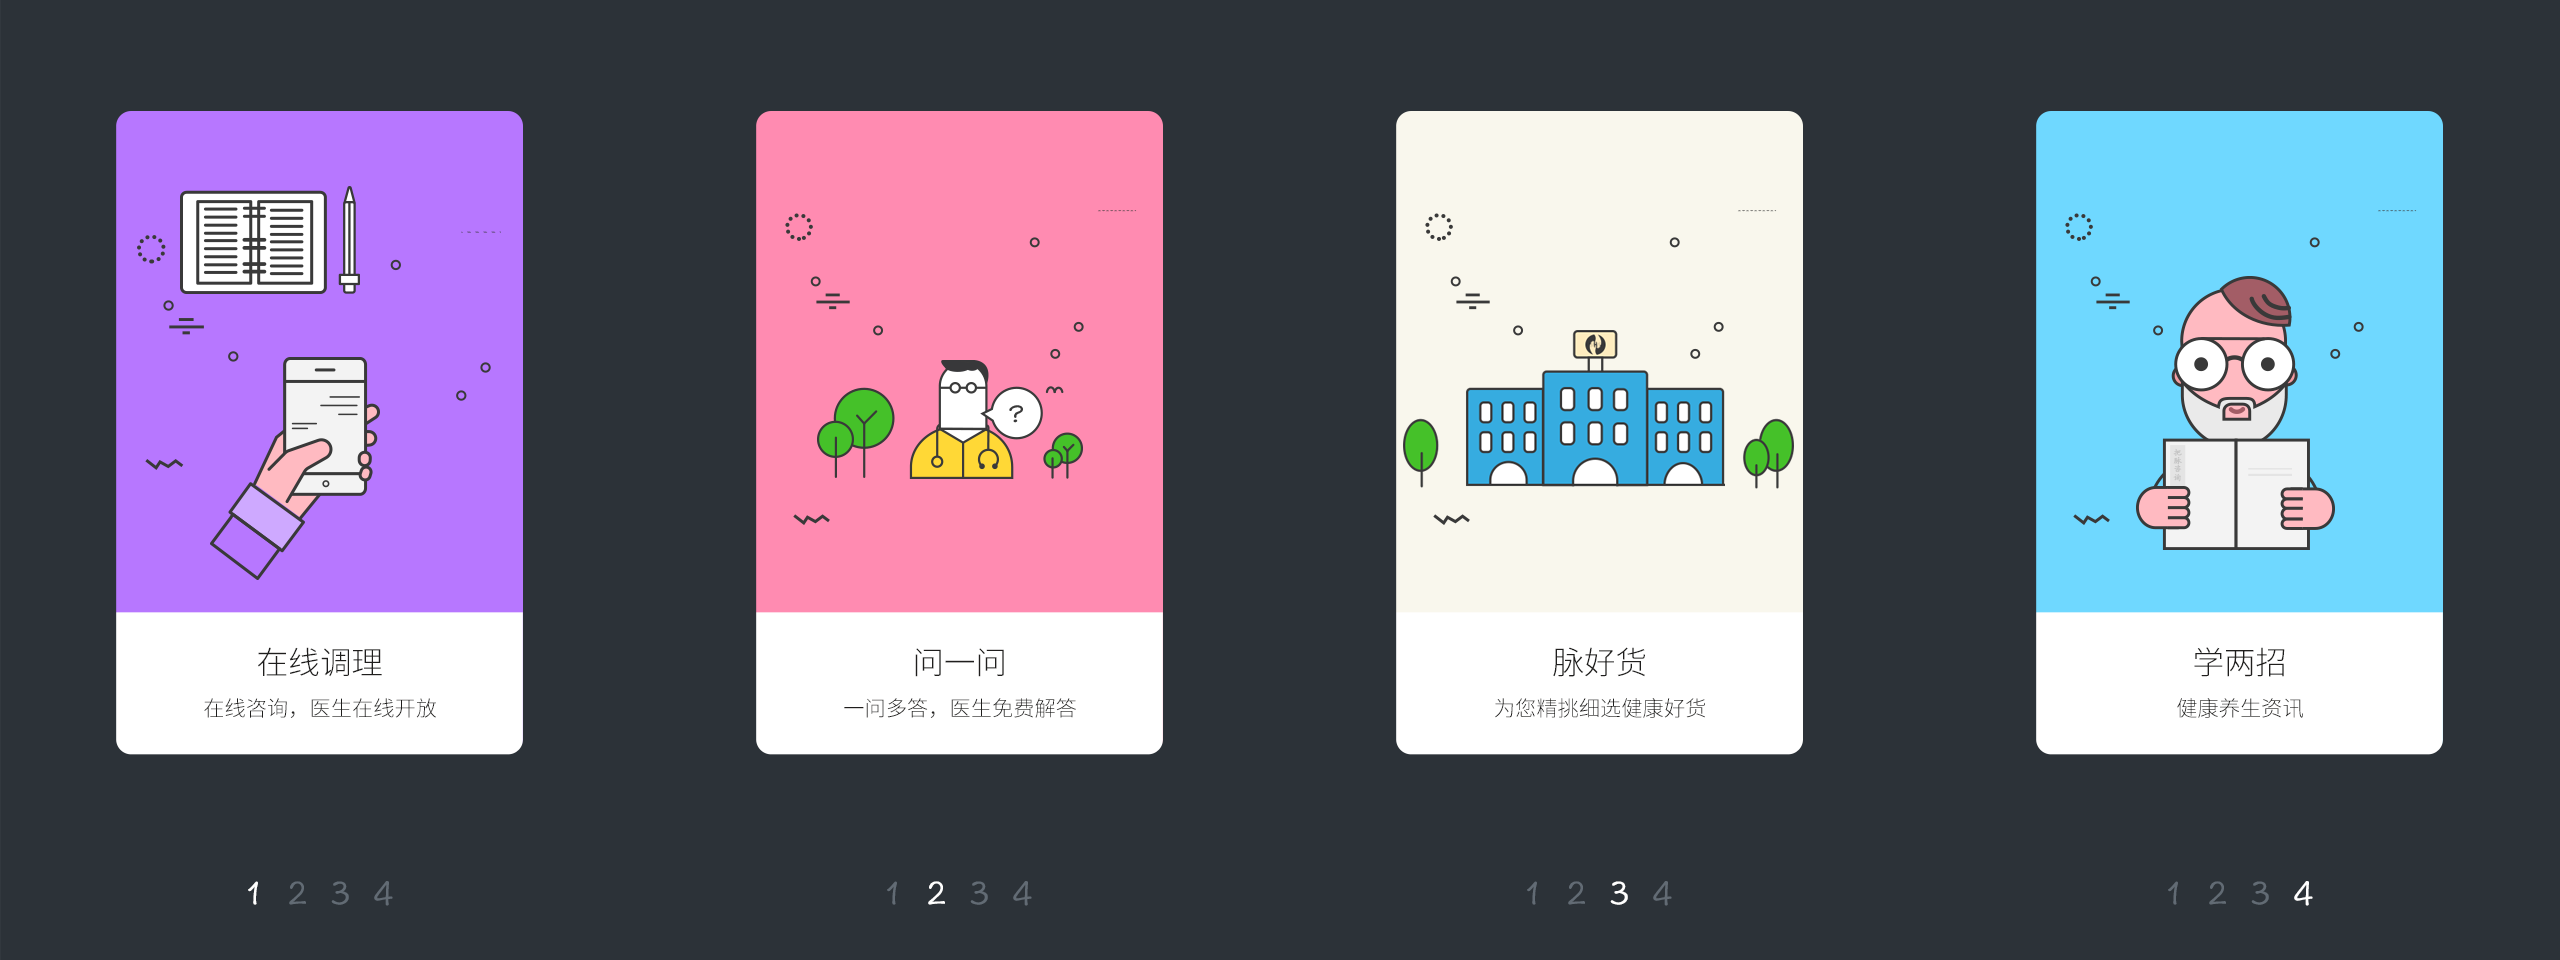 ?
在线调理
在线咨询，医生在线开放
1 2 3 4
问一问
一问多答，医生免费解答
1 2 3 4
脉好货
为您精挑细选健康好货
1 2 3 4
学两招
健康养生资讯
1 2 3 4